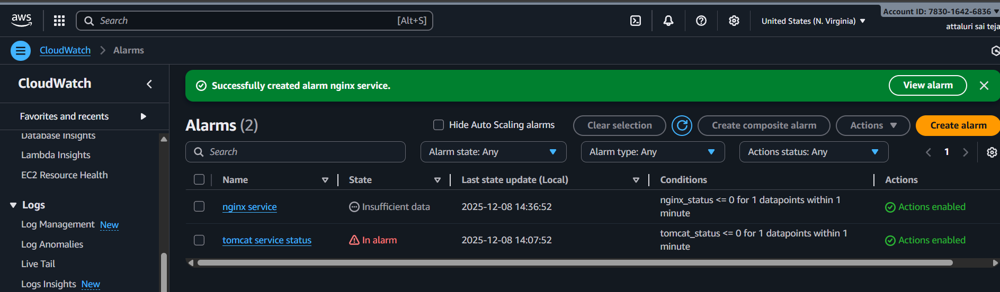 aws
Search
[Alt+S]
United States (N. Virginia)
Account ID: 7830-1642-6836
attaluri sai teja
CloudWatch
Alarms
CloudWatch
Favorites and recents
Database Insights
Lambda Insights
EC2 Resource Health
Logs
Log Management New
Log Anomalies
Live Tail
Logs Insights New
Successfully created alarm nginx service.
View alarm
Alarms (2)
Hide Auto Scaling alarms
Clear selection
Create composite alarm
Actions
Create alarm
Search
Alarm state: Any
Alarm type: Any
Actions status: Any
1
Name
State
Last state update (Local)
Conditions
Actions
nginx service
Insufficient data
2025-12-08 14:36:52
nginx_status <= 0 for 1 datapoints within 1
minute
Actions enabled
tomcat service status
In alarm
2025-12-08 14:07:52
tomcat_status <= 0 for 1 datapoints within 1
minute
Actions enabled